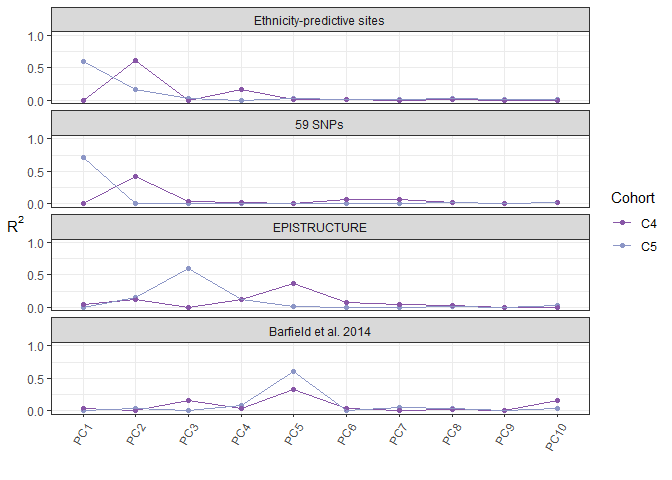 Ethnicity-predictive sites
1.0
0.5
0.0
59 SNPs
1.0
0.5
0.0
R²
EPISTRUCTURE
1.0
0.5
0.0
Barfield et al. 2014
1.0
0.5
0.0
PC1 PC2 PC3 PC4 PC5 PC6 PC7 PC8 PC9 PC10
Cohort
C4
C5